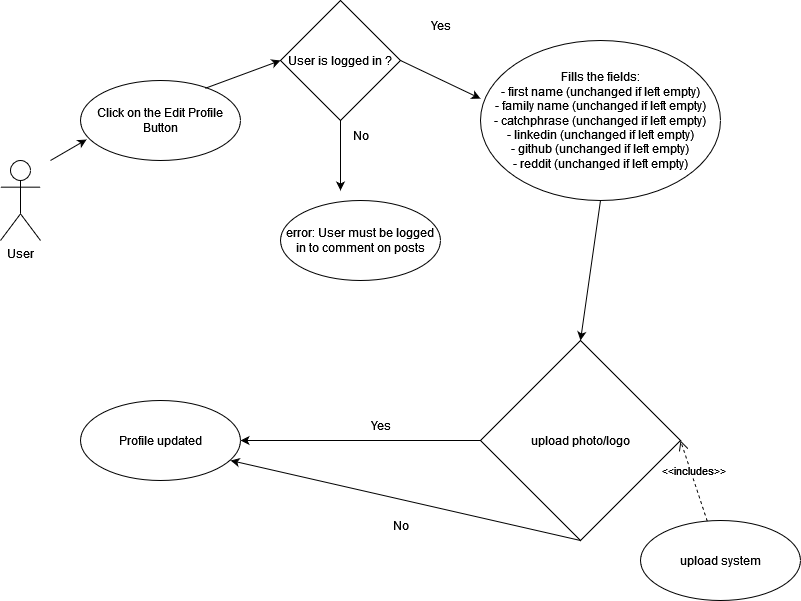 Yes
User is logged in ?
Fills the fields:
- first name (unchanged if left empty)
- family name (unchanged if left empty)
- catchphrase (unchanged if left empty)
- linkedin (unchanged if left empty)
- github (unchanged if left empty)
- reddit (unchanged if left empty)
Click on the Edit Profile
Button
No
error: User must be logged
in to comment on posts
User
upload photo/logo
Yes
Profile updated
<<includes>>
No
upload system